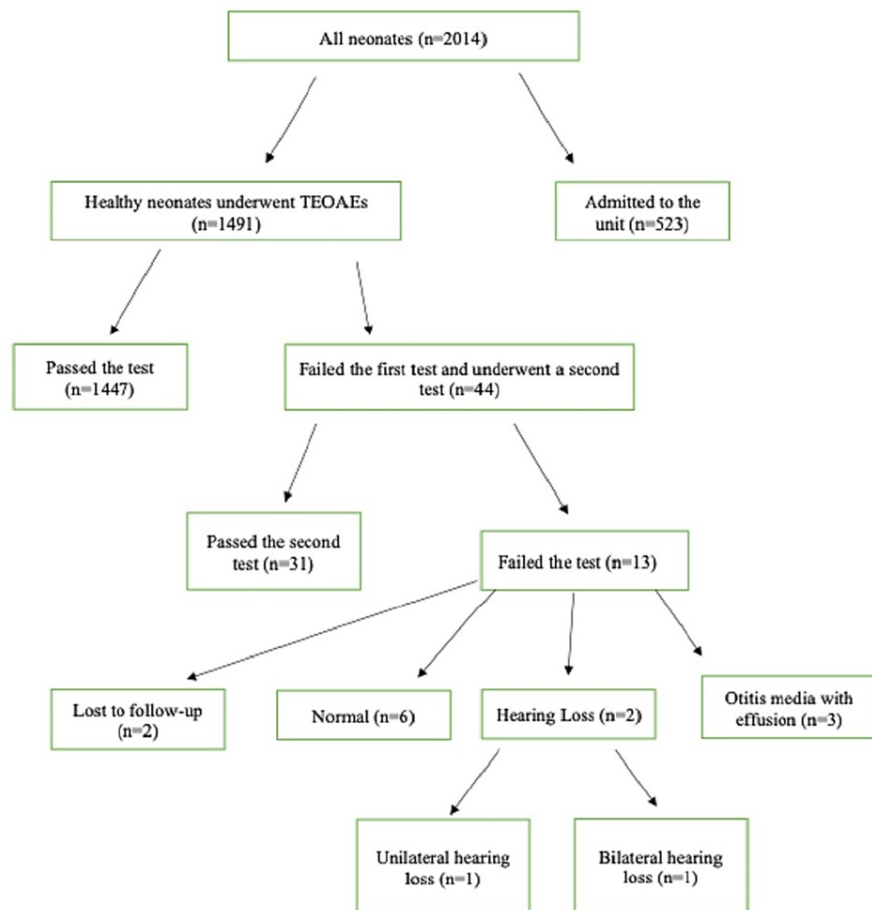 All neonates (n=2014)
Healthy neonates underwent TEOAEs
(n=1491)
Admitted to the
unit (n=523)
Passed the test
(n=1447)
Failed the first test and underwent a second
test (n=44)
Passed the second
test (n=31)
Failed the test (n=13)
Lost to follow-up
(n=2)
Normal (n=6)
Hearing Loss (n=2)
Otitis media with
effusion (n=3)
Unilateral hearing
loss (n=1)
Bilateral hearing
loss (n=1)